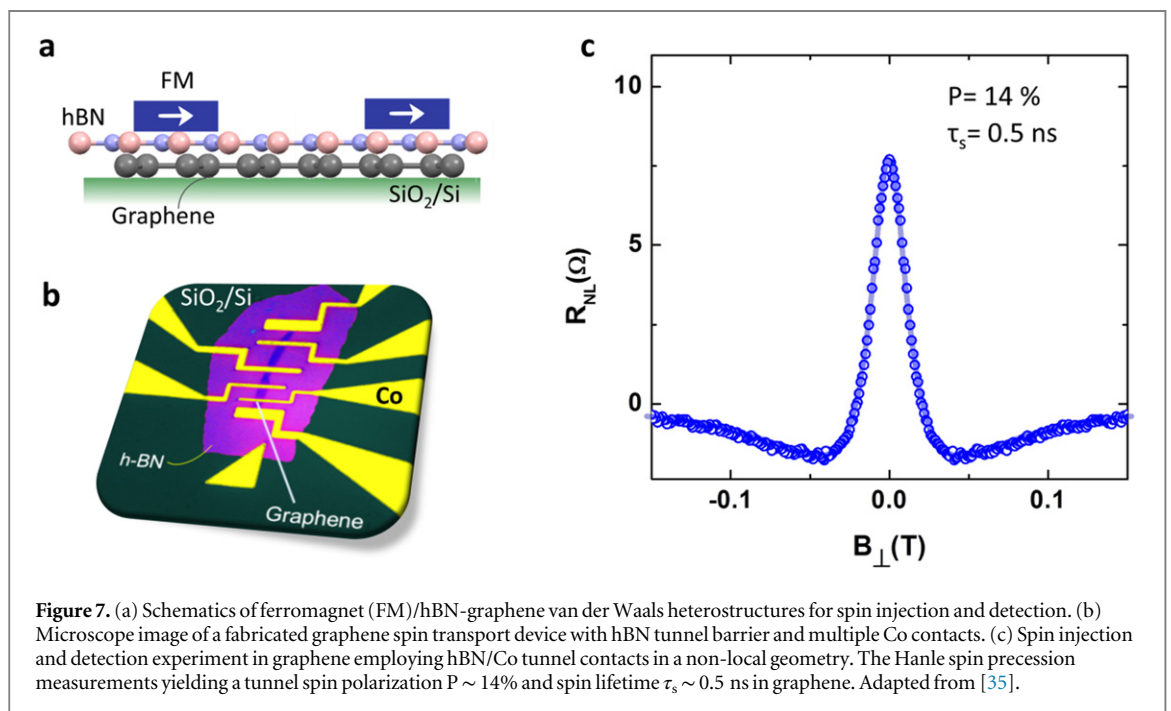 a
FM
hBN
SiO2/Si
Graphene
b
SiO2/Si
Co
h-BN
Graphene
c
10
5
0
RNL(Ω)
P= 14 %
τs= 0.5 ns
-0.1
0.0
0.1
B⊥(T)
Figure 7. (a) Schematics of ferromagnet (FM)/hBN-graphene van der Waals heterostructures for spin injection and detection. (b)
Microscope image of a fabricated graphene spin transport device with hBN tunnel barrier and multiple Co contacts. (c) Spin injection
and detection experiment in graphene employing hBN/Co tunnel contacts in a non-local geometry. The Hanle spin precession
measurements yielding a tunnel spin polarization P ~ 14% and spin lifetime τs ~ 0.5 ns in graphene. Adapted from [35].